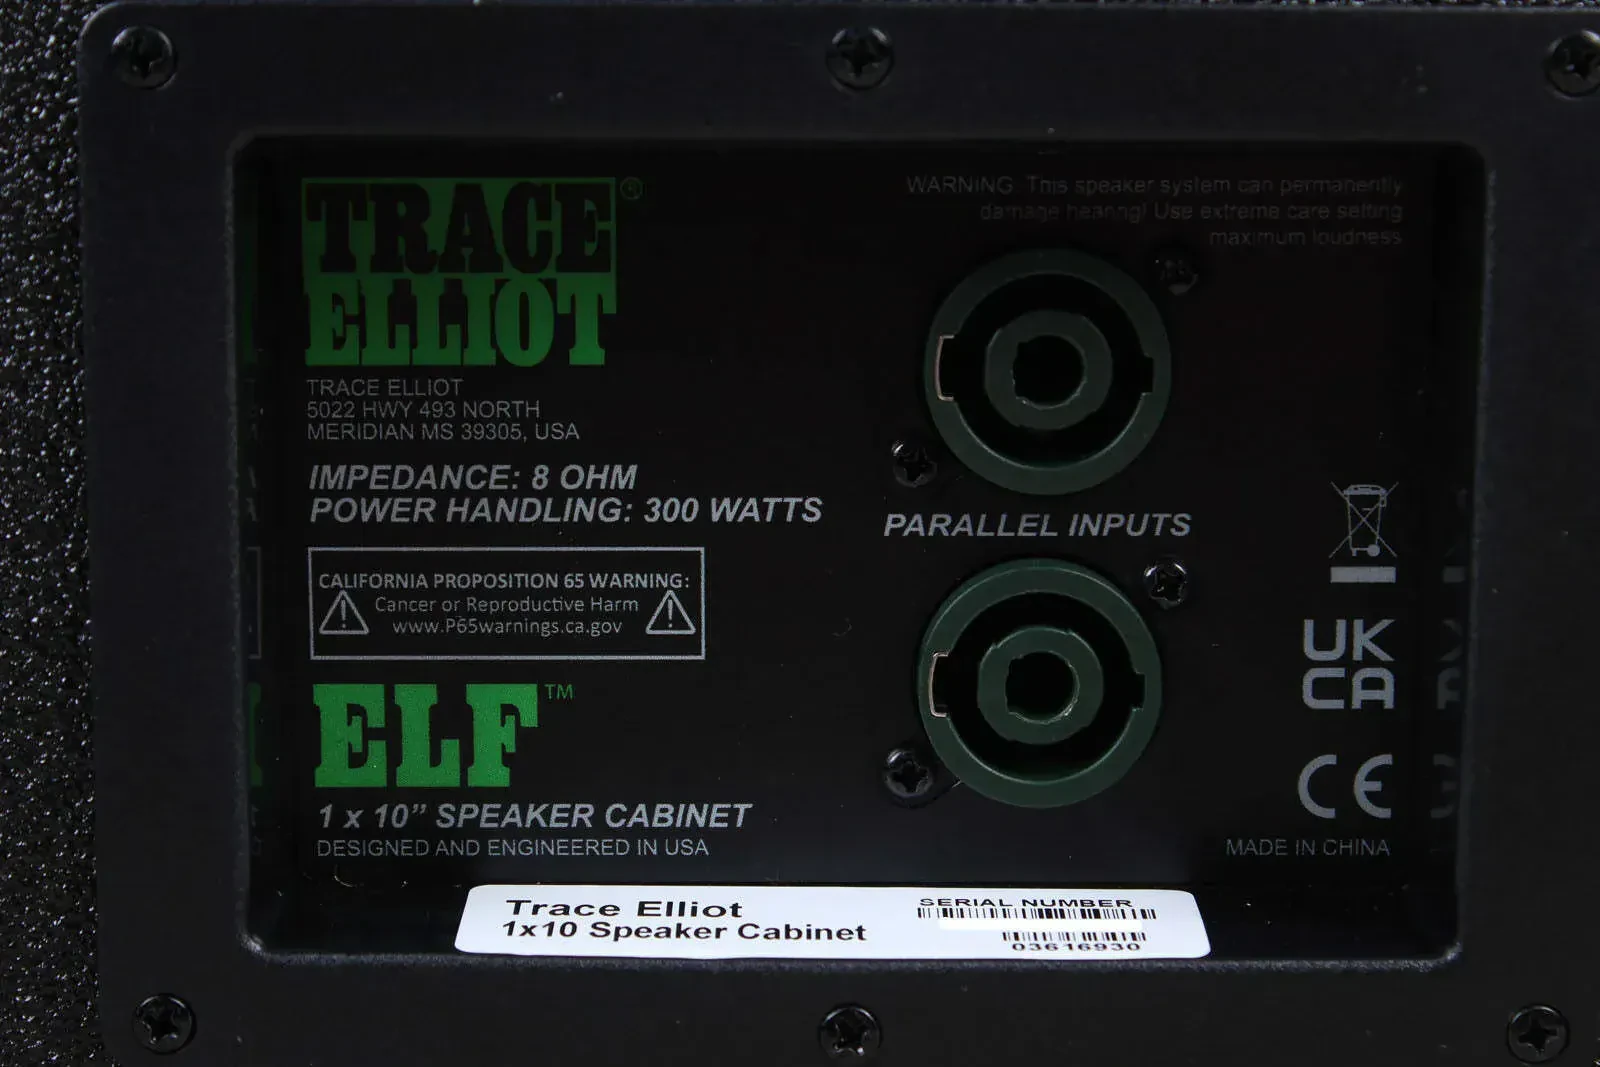 TRACE
ELLIOT®
TRACE ELLIOT
5022 HWY 493 NORTH
MERIDIAN MS 39305, USA
IMPEDANCE: 8 OHM
POWER HANDLING: 300 WATTS
CALIFORNIA PROPOSITION 65 WARNING:
Cancer or Reproductive Harm
www.P65warnings.ca.gov
ELF™
1 x 10” SPEAKER CABINET
DESIGNED AND ENGINEERED IN USA
WARNING: This speaker system can permanently
damage hearing! Use extreme care setting
maximum loudness
PARALLEL INPUTS
UK
CA
CE
MADE IN CHINA
Trace Elliot
1x10 Speaker Cabinet
SERIAL NUMBER
03616930